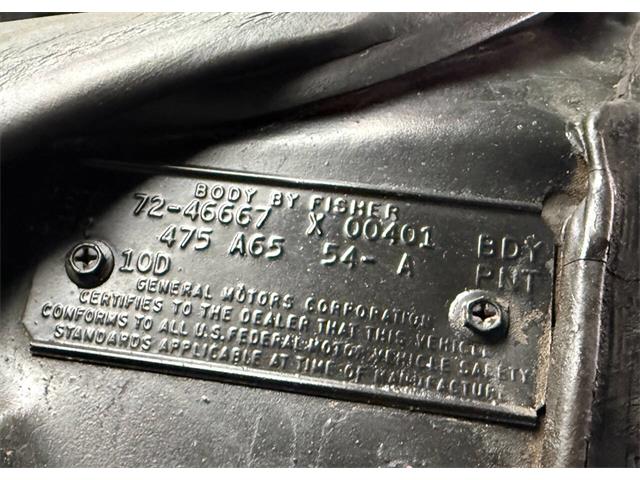 BODY BY FISHER
72-46667 X 00401 BDY
475 A65 54- A PNT
10D
GENERAL MOTORS CORPORATION
CERTIFIES TO THE DEALER THAT THIS VEHICLE
CONFORMS TO ALL U.S. FEDERAL MOTOR VEHICLE SAFETY
STANDARDS APPLICABLE AT TIME OF MANUFACTURE